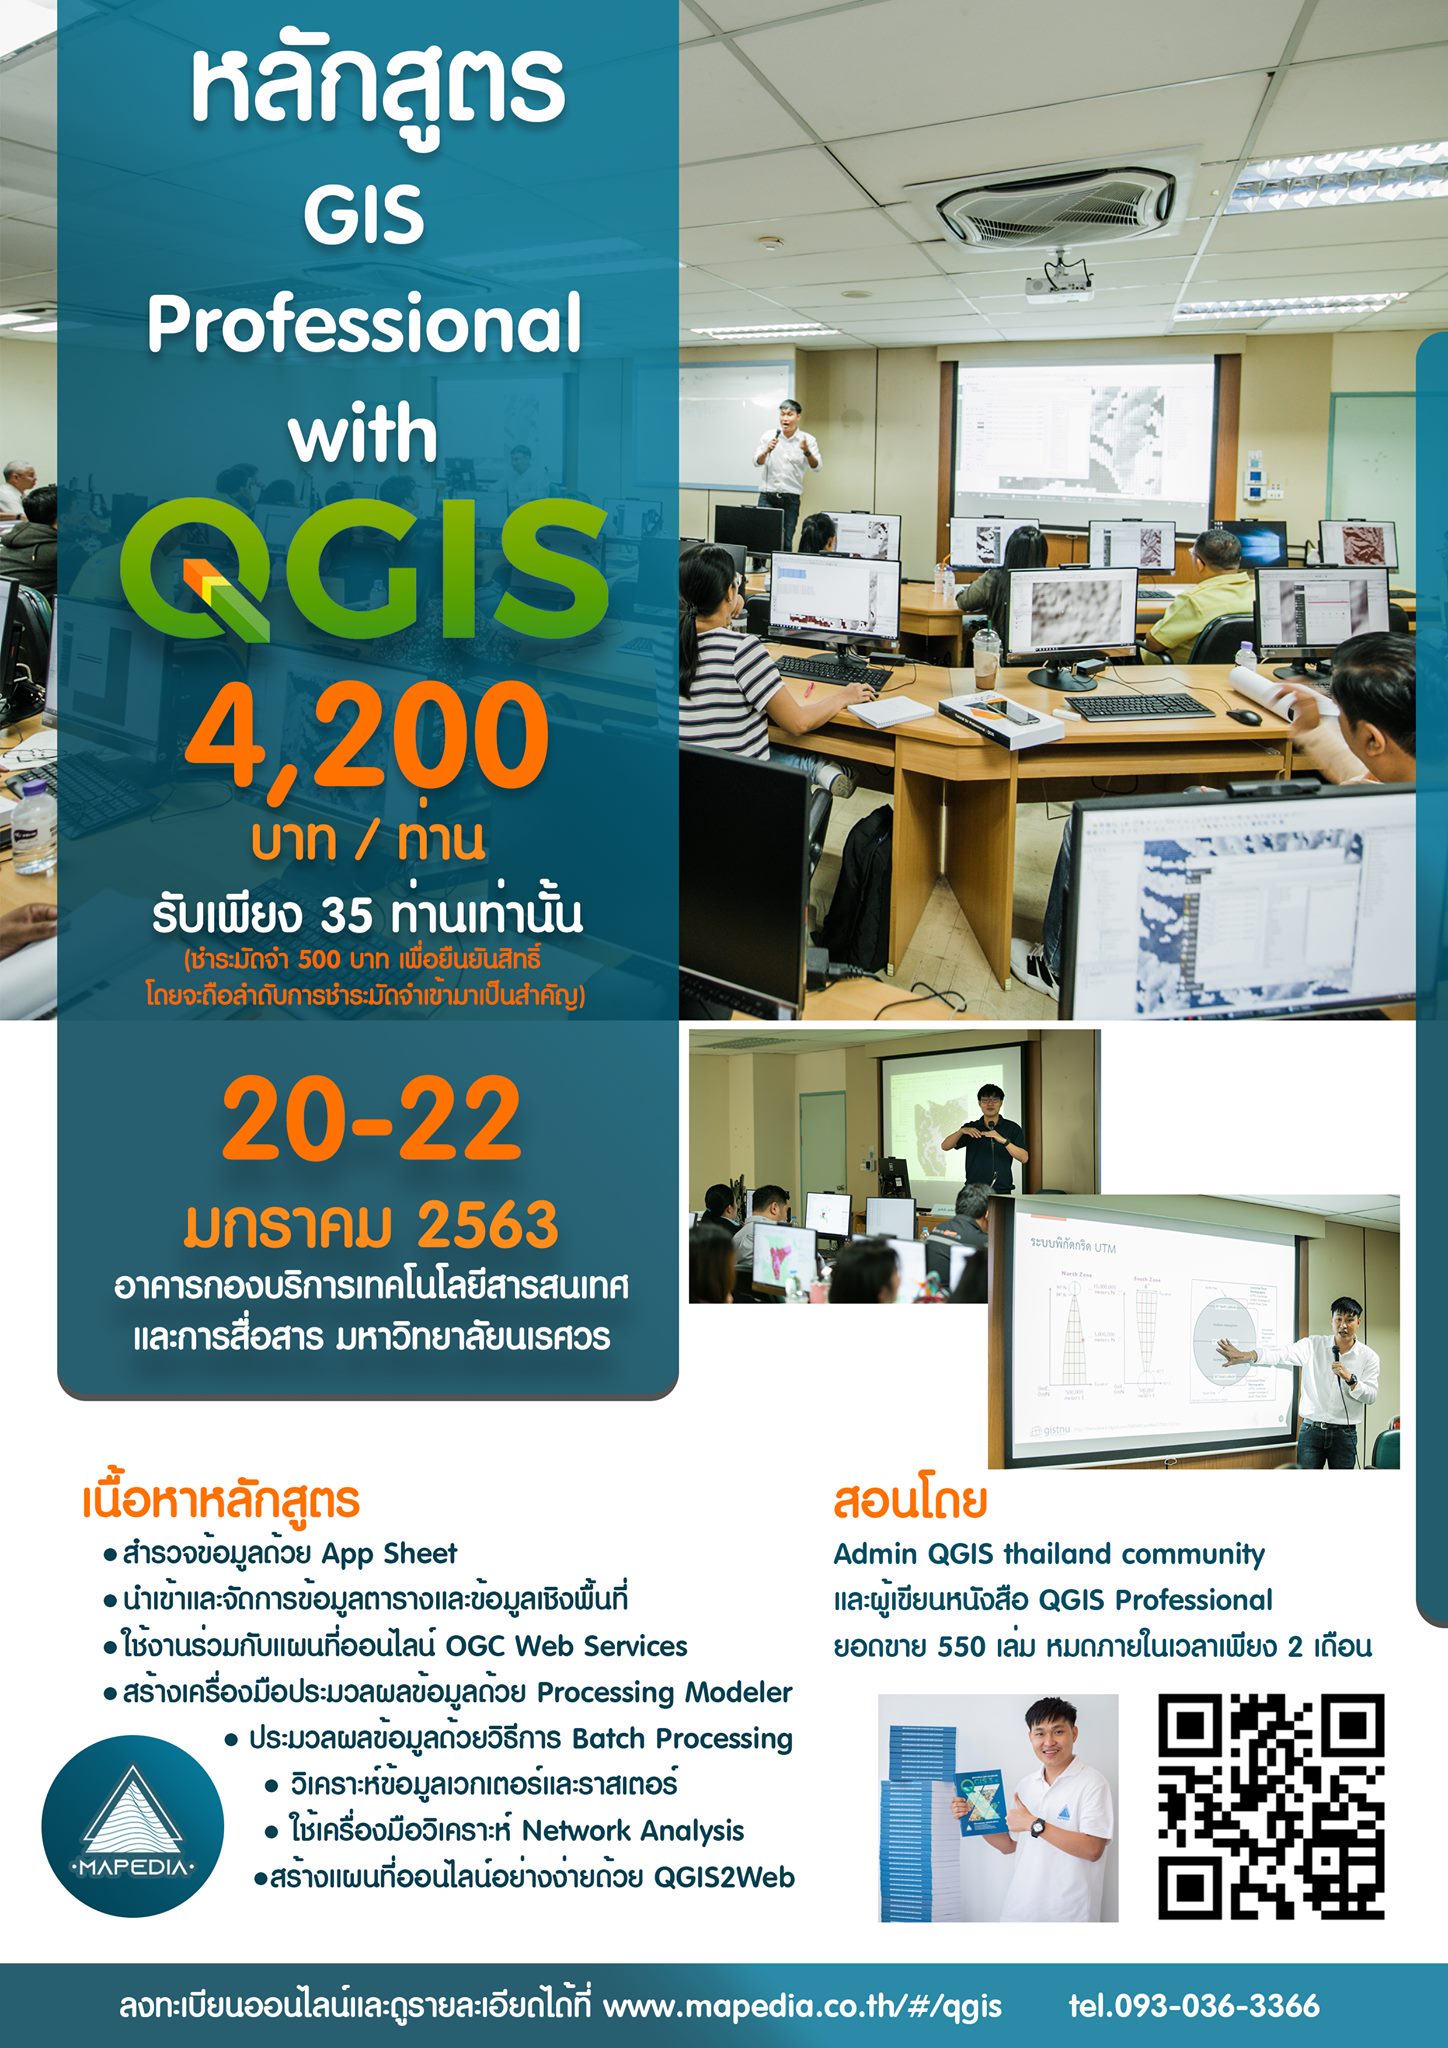 หลักสูตร
GIS
Professional
with
QGIS
4,200
บาท / ท่าน
รับเพียง 35 ท่านเท่านั้น
(ชำระมัดจำ 500 บาท เพื่อยืนยันสิทธิ์
โดยจะถือลำดับการชำระมัดจำเข้ามาเป็นสำคัญ)
20-22
มกราคม 2563
อาคารกองบริการเทคโนโลยีสารสนเทศ
และการสื่อสาร มหาวิทยาลัยนเรศวร
ระบบพิกัดกริด UTM
North Zone
South Zone
gistnu
เนื้อหาหลักสูตร
•สำรวจข้อมูลด้วย App Sheet
•นำเข้าและจัดการข้อมูลตารางและข้อมูลเชิงพื้นที่
•ใช้งานร่วมกับแผนที่ออนไลน์ OGC Web Services
•สร้างเครื่องมือประมวลผลข้อมูลด้วย Processing Modeler
• ประมวลผลข้อมูลด้วยวิธีการ Batch Processing
• วิเคราะห์ข้อมูลเวกเตอร์และราสเตอร์
• ใช้เครื่องมือวิเคราะห์ Network Analysis
•สร้างแผนที่ออนไลน์อย่างง่ายด้วย QGIS2Web
•MAPEDIA•
สอนโดย
Admin QGIS thailand community
และผู้เขียนหนังสือ QGIS Professional
ยอดขาย 550 เล่ม หมดภายในเวลาเพียง 2 เดือน
ลงทะเบียนออนไลน์และดูรายละเอียดได้ที่ www.mapedia.co.th/#/qgis tel.093-036-3366